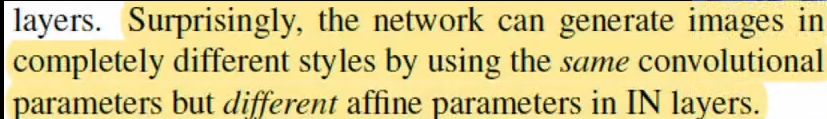 layers. Surprisingly, the network can generate images in
completely different styles by using the same convolutional
parameters but different affine parameters in IN layers.